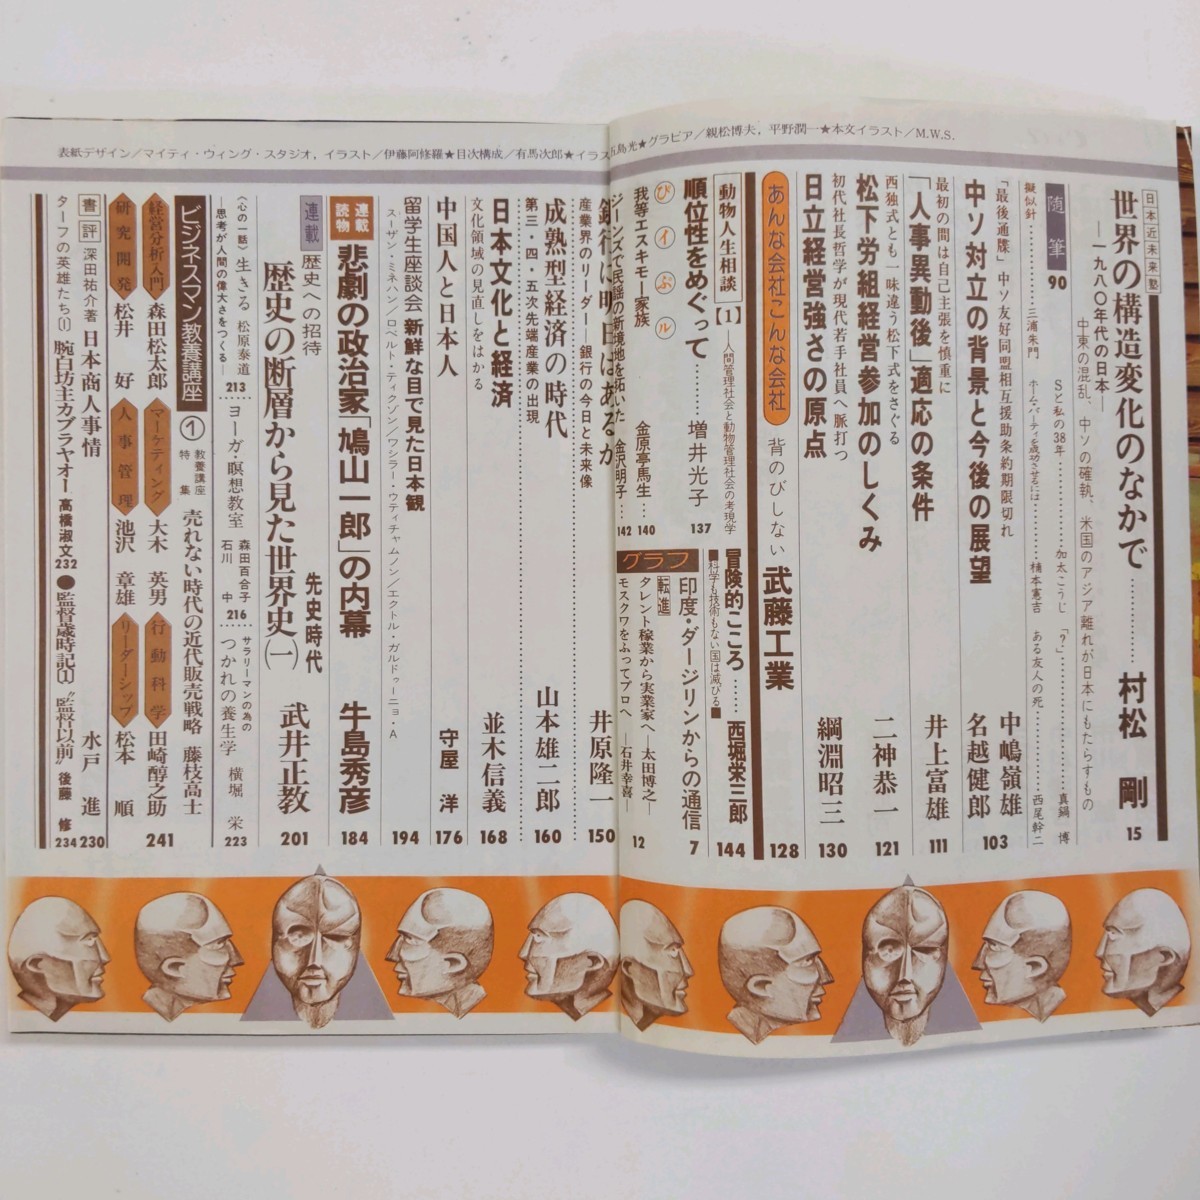 表紙デザイン／マイティ・ウィング・スタジオ，イラスト／伊藤阿修羅★目次構成／有馬次郎★イラス
五島光★グラビア／親松博夫，平野潤一★本文イラスト／M.W.S.
日本近未来塾
世界の構造変化のなかで………村松 剛 15
―一九八〇年代の日本―
中東の混乱、中ソの確執、米国のアジア離れが日本にもたらすもの
随筆 90
Sと私の38年………加太こうじ
「?」………真鍋 博
擬似針………三浦朱門
ホーム・パーティを成功させるには………楠本憲吉
ある友人の死………西尾幹二
「最後通牒」中ソ友好同盟相互援助条約期限切れ
中ソ対立の背景と今後の展望
中嶋嶺雄
名越健郎
103
最初の間は自己主張を慎重に
「人事異動後」適応の条件 井上富雄 111
西独式とも一味違う松下式をさぐる
松下労組経営参加のしくみ 二神恭一 121
初代社長哲学が現代若手社員へ脈打つ
日立経営強さの原点 綱淵昭三 130
あんな会社こんな会社 背のびしない 武藤工業 128
動物人生相談【1】―人間管理社会と動物管理社会の考現学
順位性をめぐって……増井光子 137
ぴいぷル
我等エスキモー家族 金原亭馬生… 140
ジーンズで民謡の新境地を拓いた 金沢明子… 142
冒険的こころ……西堀栄三郎 144
■科学も技術もない国は滅びる■
グラフ
印度・ダージリンからの通信 7
転進
タレント稼業から実業家へ―太田博之―
モスクワをふってプロへ―石井幸喜―
12
産業界のリーダー―銀行の今日と未来像
銀行に明日はあるか 井原隆一 150
第三・四・五次先端産業の出現
成熟型経済の時代 山本雄二郎 160
日本文化と経済 並木信義 168
文化領域の見直しをはかる
中国人と日本人 守屋 洋 176
留学生座談会 新鮮な目で見た日本観 194
スーザン・ミネハン／ロベルト・ティクゾン／ワシラー・ウティチャムノン／エクトル・ガルドゥーニョ・A
連載読物 悲劇の政治家「鳩山一郎」の内幕 牛島秀彦 184
連載 歴史への招待
歴史の断層から見た世界史(一) 先史時代 武井正教 201
〈心の一話〉生きる 松原泰道 213
―思考が人間の偉大さをつくる―
ヨーガ・瞑想教室
森田百合子
石川 中
216
サラリーマンの為の
つかれの養生学 横堀 栄 223
ビジネスマン教養講座① 教養講座特集 売れない時代の近代販売戦略 藤枝高士
経営分析入門 森田松太郎 マーケティング 大木 英男 行動科学 田崎醇之助 241
研究開発 松井 好 人事管理 池沢 章雄 リーダーシップ 松本 順
書評 深田祐介著 日本商人事情 水戸 進 230
ターフの英雄たち(1) 腕白坊主カブラヤオー 高橋淑文 232 ●監督歳時記(1)“監督以前” 後藤 修 234